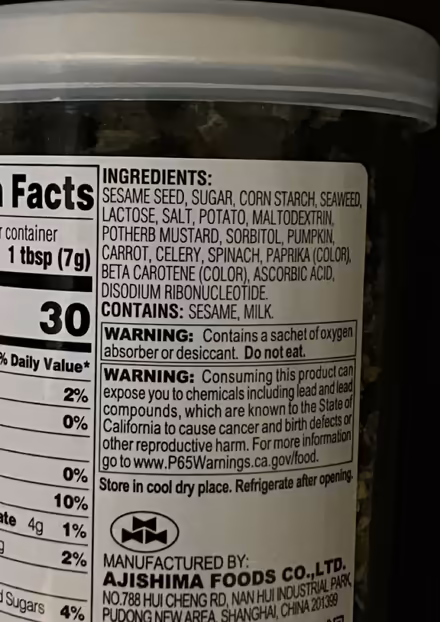 Facts
container
1 tbsp (7g)
30
% Daily Value*
2%
0%
0%
10%
4g 1%
2%
Sugars 4%
INGREDIENTS:
SESAME SEED, SUGAR, CORN STARCH, SEAWEED,
LACTOSE, SALT, POTATO, MALTODEXTRIN,
POTHERB MUSTARD, SORBITOL, PUMPKIN,
CARROT, CELERY, SPINACH, PAPRIKA (COLOR),
BETA CAROTENE (COLOR), ASCORBIC ACID,
DISODIUM RIBONUCLEOTIDE.
CONTAINS: SESAME, MILK.
WARNING: Contains a sachet of oxygen
absorber or desiccant. Do not eat.
WARNING: Consuming this product can
expose you to chemicals including lead and lead
compounds, which are known to the State of
California to cause cancer and birth defects or
other reproductive harm. For more information
go to www.P65Warnings.ca.gov/food.
Store in cool dry place. Refrigerate after opening.
MANUFACTURED BY:
AJISHIMA FOODS CO.,LTD.
NO.788 HUI CHENG RD, NAN HUI INDUSTRIAL PARK,
PUDONG NEW AREA, SHANGHAI, CHINA 201399